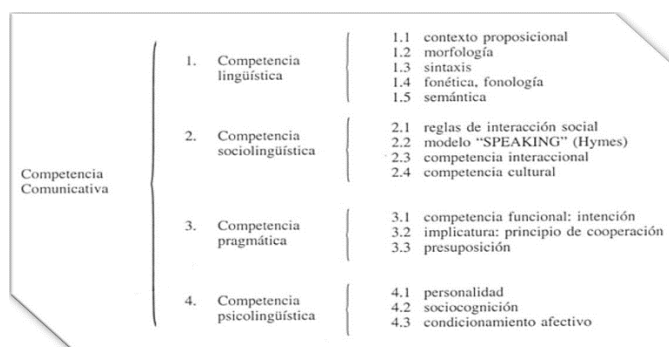 Competencia
Comunicativa
1. Competencia
lingüística
1.1 contexto proposicional
1.2 morfología
1.3 sintaxis
1.4 fonética, fonología
1.5 semántica
2. Competencia
sociolingüística
2.1 reglas de interacción social
2.2 modelo “SPEAKING” (Hymes)
2.3 competencia interaccional
2.4 competencia cultural
3. Competencia
pragmática
3.1 competencia funcional: intención
3.2 implicatura: principio de cooperación
3.3 presuposición
4. Competencia
psicolingüística
4.1 personalidad
4.2 sociocognición
4.3 condicionamiento afectivo